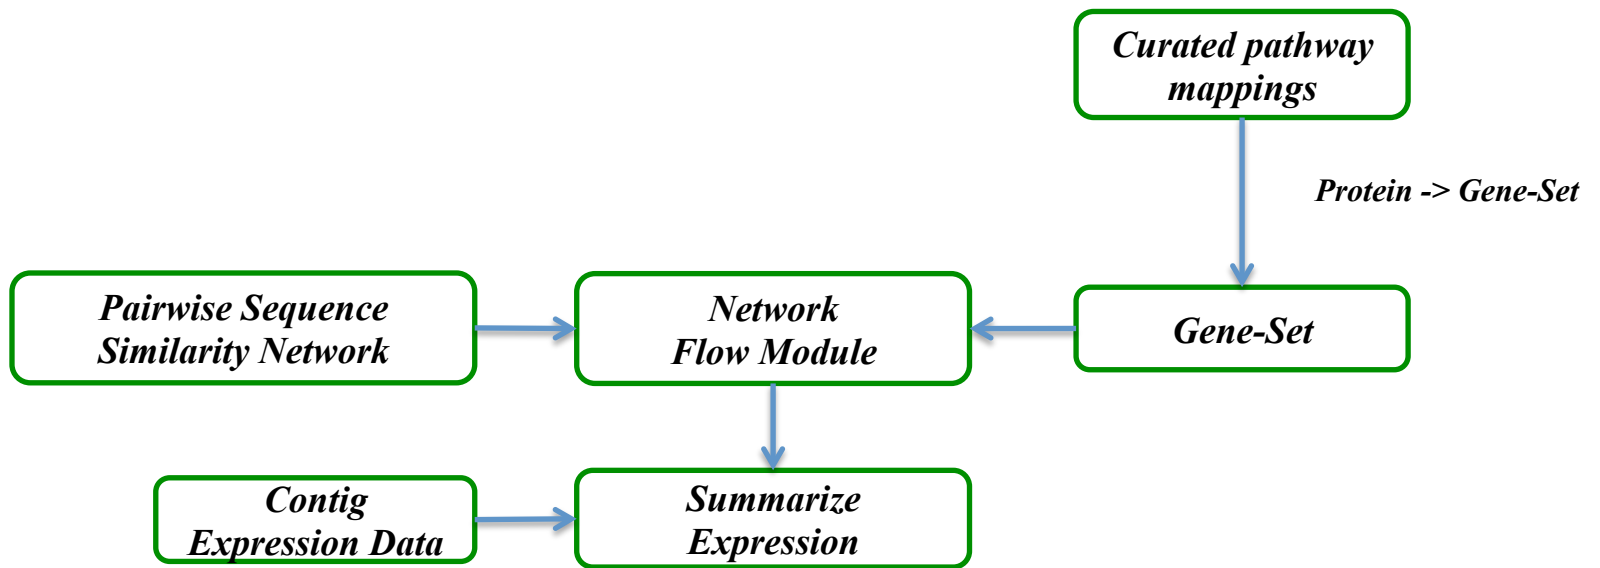 Curated pathway
mappings
Protein -> Gene-Set
Pairwise Sequence
Similarity Network
Network
Flow Module
Gene-Set
Contig
Expression Data
Summarize
Expression